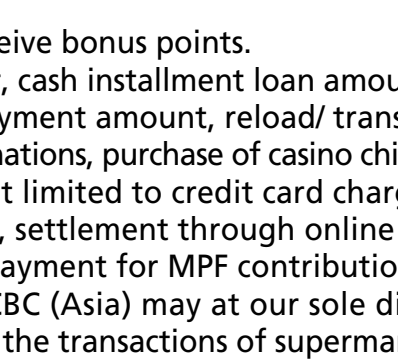 eive bonus points.
, cash installment loan amou
yment amount, reload/ trans
nations, purchase of casino chi
t limited to credit card charg
, settlement through online
ayment for MPF contributio
CBC (Asia) may at our sole di
the transactions of superma